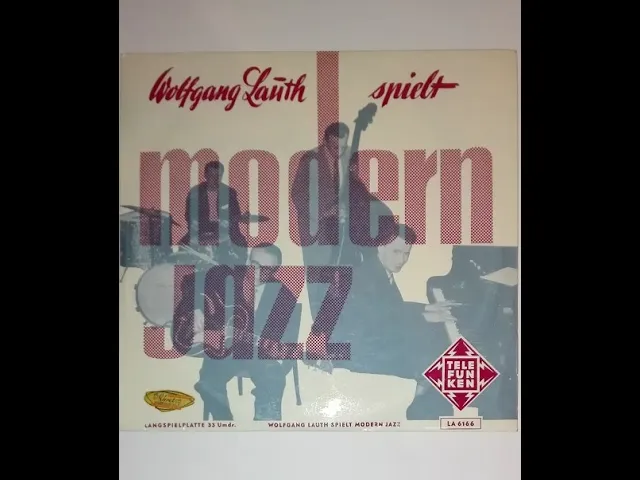 Wolfgang Lauth spielt
modern
jazz
TELE
FUN
KEN
LANGSPIELPLATTE 33 Umdr.
WOLFGANG LAUTH SPIELT MODERN JAZZ
LA 6166